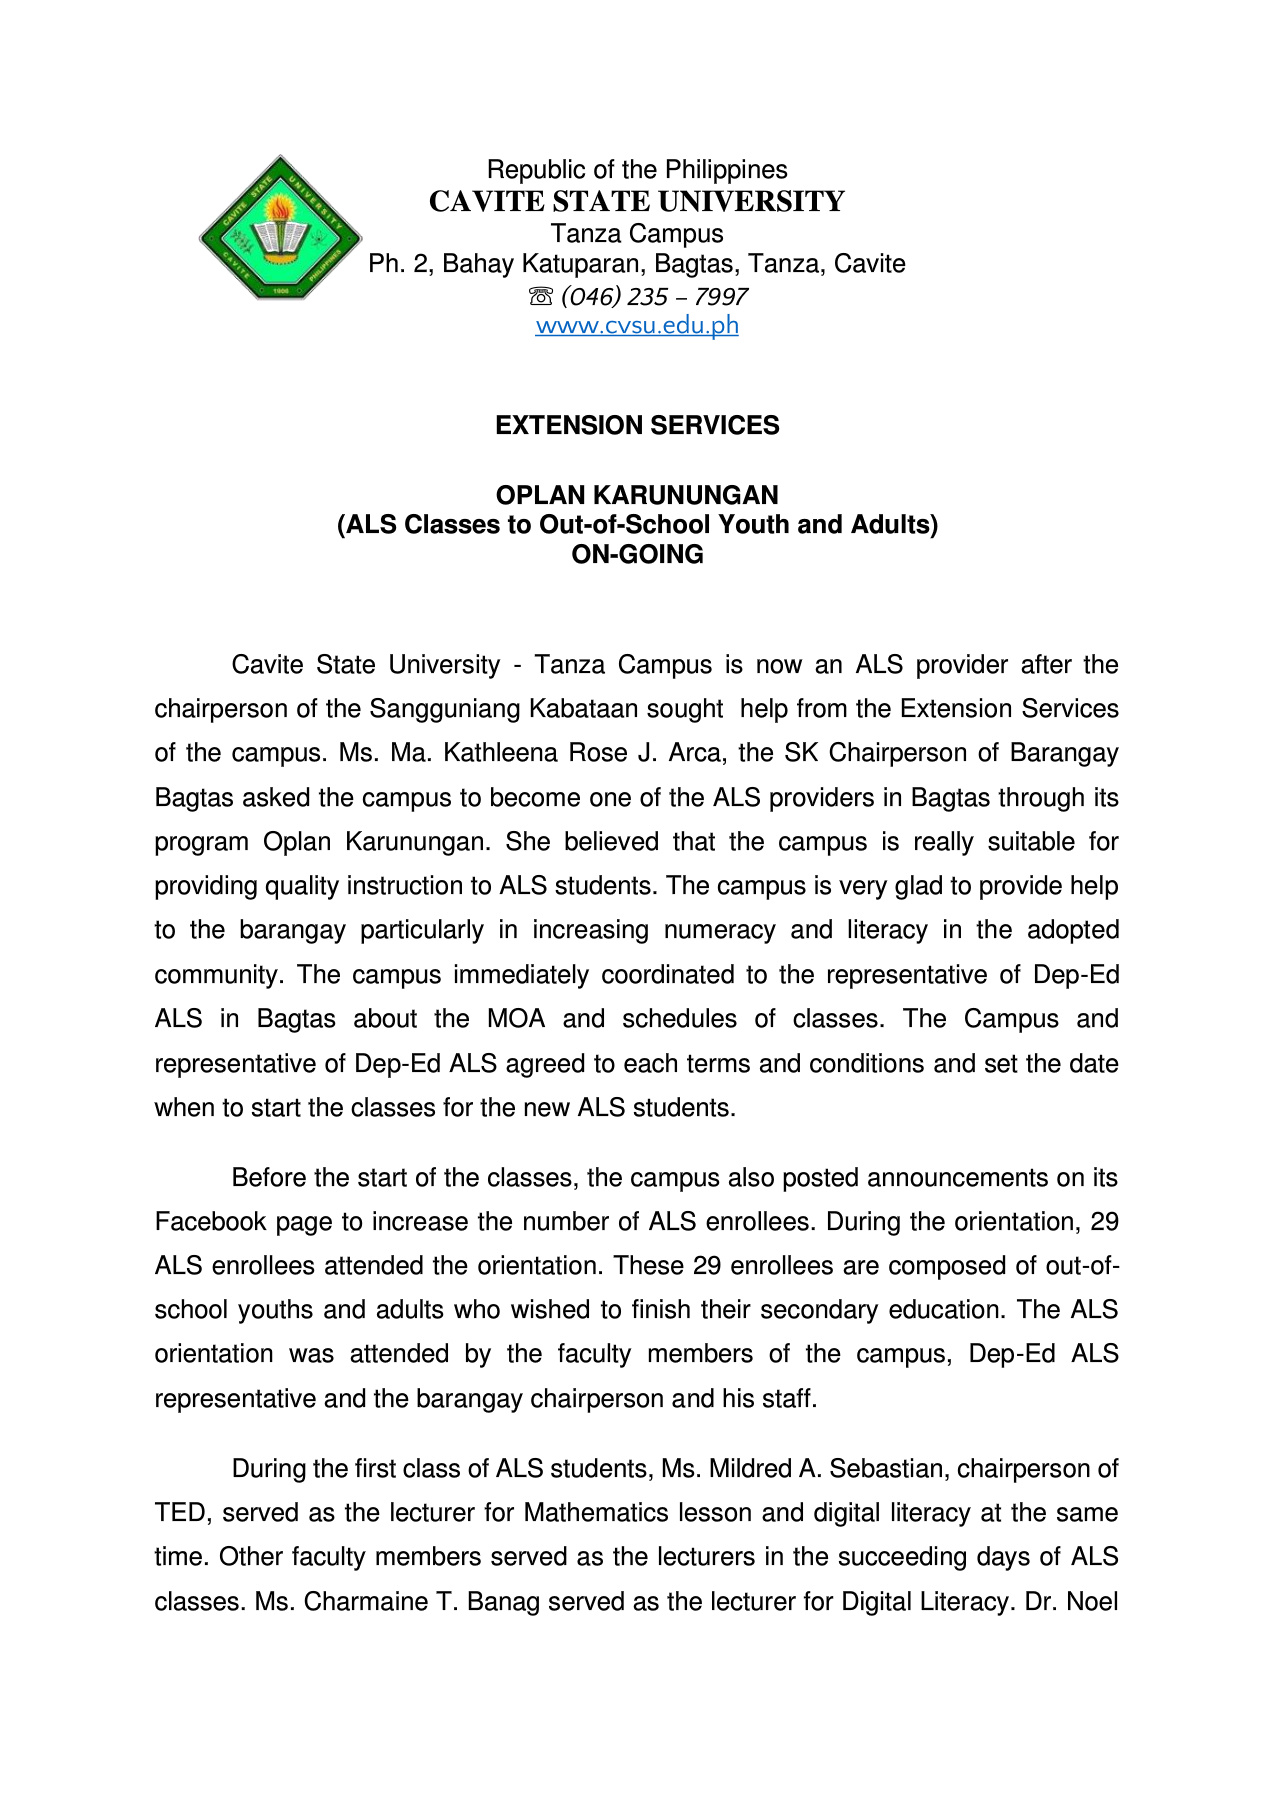 Republic of the Philippines
CAVITE STATE UNIVERSITY
Tanza Campus
Ph. 2, Bahay Katuparan, Bagtas, Tanza, Cavite
☏ (046) 235 – 7997
www.cvsu.edu.ph
CAVITE STATE UNIVERSITY
CAVITE PHILIPPINES
1906
EXTENSION SERVICES
OPLAN KARUNUNGAN
(ALS Classes to Out-of-School Youth and Adults)
ON-GOING
Cavite State University - Tanza Campus is now an ALS provider after the
chairperson of the Sangguniang Kabataan sought  help from the Extension Services
of the campus. Ms. Ma. Kathleena Rose J. Arca, the SK Chairperson of Barangay
Bagtas asked the campus to become one of the ALS providers in Bagtas through its
program Oplan Karunungan. She believed that the campus is really suitable for
providing quality instruction to ALS students. The campus is very glad to provide help
to the barangay particularly in increasing numeracy and literacy in the adopted
community. The campus immediately coordinated to the representative of Dep-Ed
ALS in Bagtas about the MOA and schedules of classes. The Campus and
representative of Dep-Ed ALS agreed to each terms and conditions and set the date
when to start the classes for the new ALS students.
Before the start of the classes, the campus also posted announcements on its
Facebook page to increase the number of ALS enrollees. During the orientation, 29
ALS enrollees attended the orientation. These 29 enrollees are composed of out-of-
school youths and adults who wished to finish their secondary education. The ALS
orientation was attended by the faculty members of the campus, Dep-Ed ALS
representative and the barangay chairperson and his staff.
During the first class of ALS students, Ms. Mildred A. Sebastian, chairperson of
TED, served as the lecturer for Mathematics lesson and digital literacy at the same
time. Other faculty members served as the lecturers in the succeeding days of ALS
classes. Ms. Charmaine T. Banag served as the lecturer for Digital Literacy. Dr. Noel